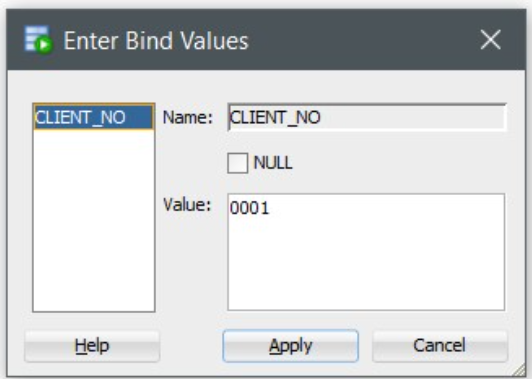 Enter Bind Values
CLIENT_NO
Name: CLIENT_NO
NULL
Value: 0001
Help Apply Cancel